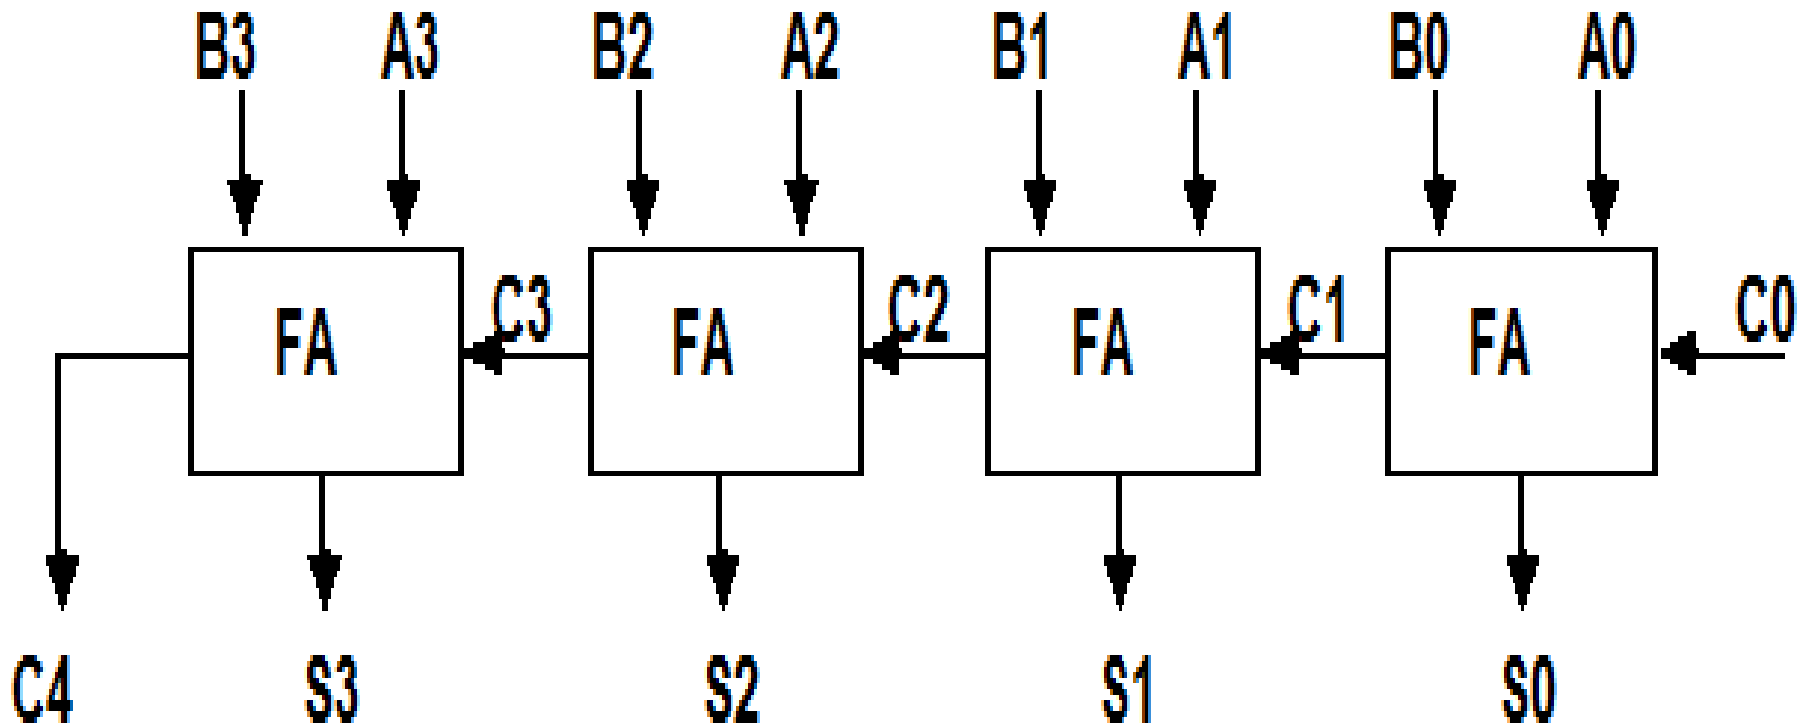 B3 A3 B2 A2 B1 A1 B0 A0
C3 C2 C1 C0
FA FA FA FA
C4 S3 S2 S1 S0